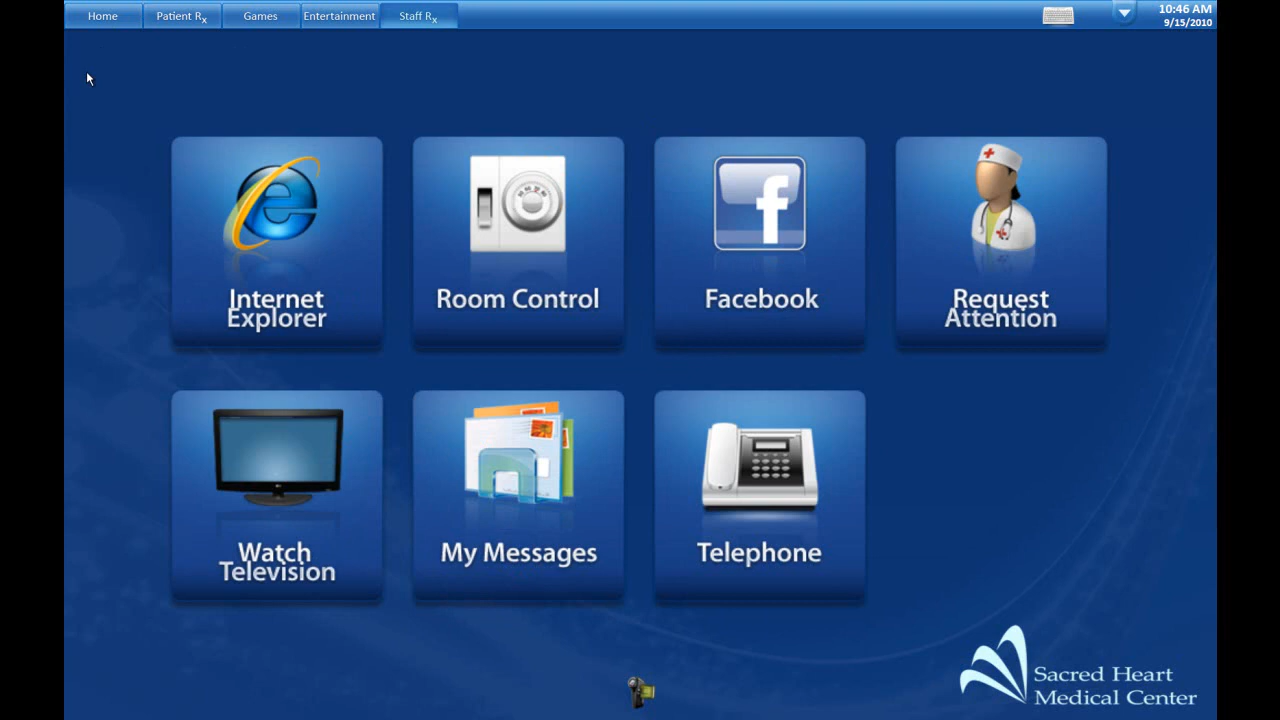 Home
Patient Rx
Games
Entertainment
Staff Rx
10:46 AM
9/15/2010
Internet
Explorer
Room Control
Facebook
Request
Attention
Watch
Television
My Messages
Telephone
Sacred Heart
Medical Center